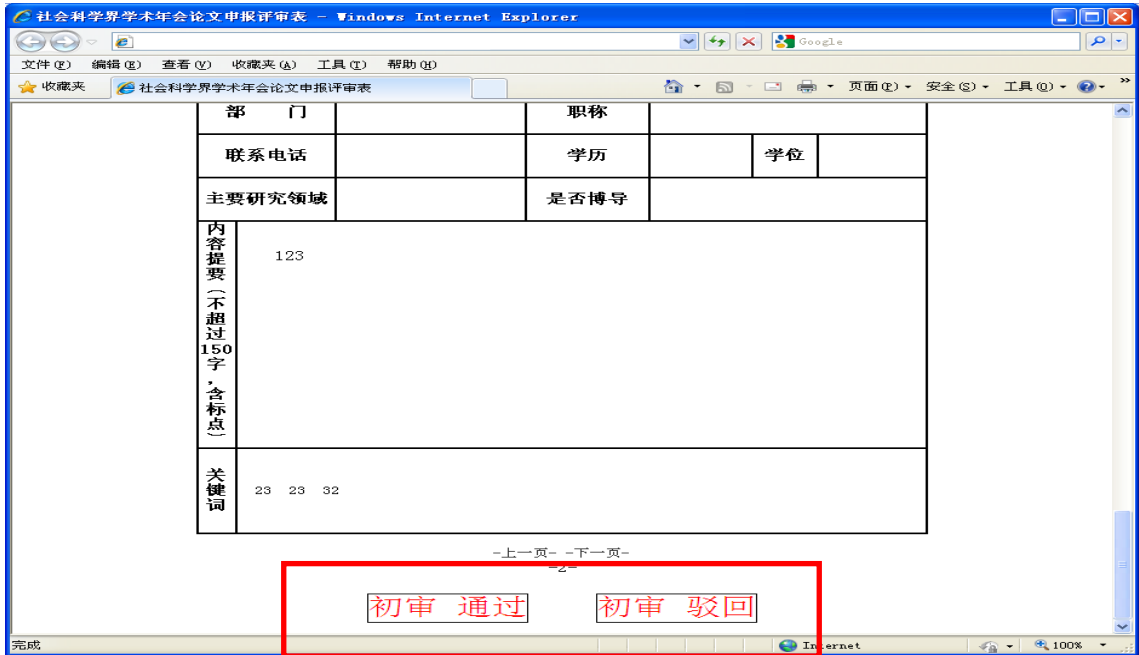 社会科学界学术年会论文申报评审表 - Windows Internet Explorer
Google
文件(F) 编辑(E) 查看(V) 收藏夹(A) 工具(T) 帮助(H)
收藏夹 社会科学界学术年会论文申报评审表 页面(P) 安全(S) 工具(O) »
部 门 职称
联系电话 学历 学位
主要研究领域 是否博导
内容提要（不超过150字，含标点） 123
关键词 23 23 32
-上一页- -下一页-
-2-
初审 通过 初审 驳回
完成 Internet 100%